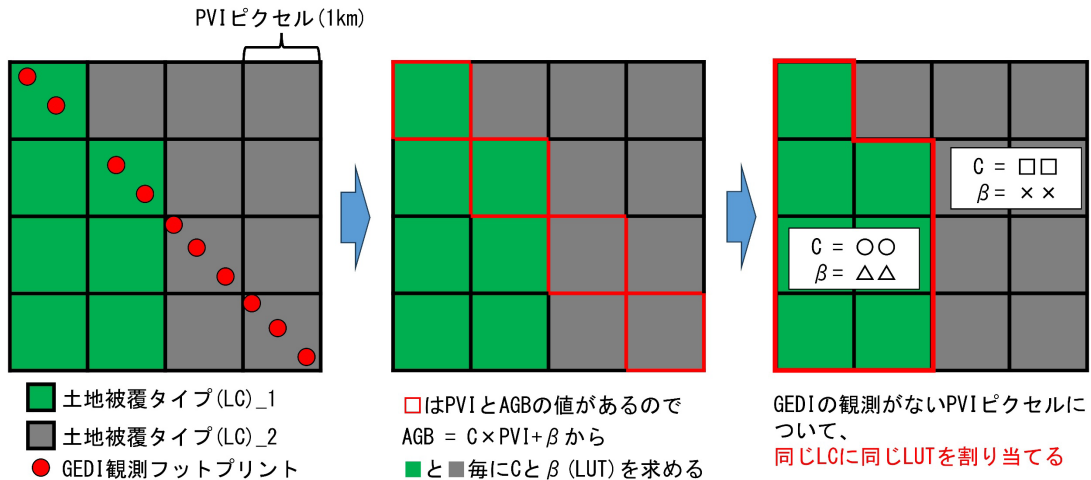 PVIピクセル(1km)
土地被覆タイプ(LC)_1
土地被覆タイプ(LC)_2
GEDI観測フットプリント
□はPVIとAGBの値があるので
AGB = C×PVI+βから
■と■毎にCとβ(LUT)を求める
C = □□
β= ××
C = ○○
β= △△
GEDIの観測がないPVIピクセルに
ついて、
同じLCに同じLUTを割り当てる